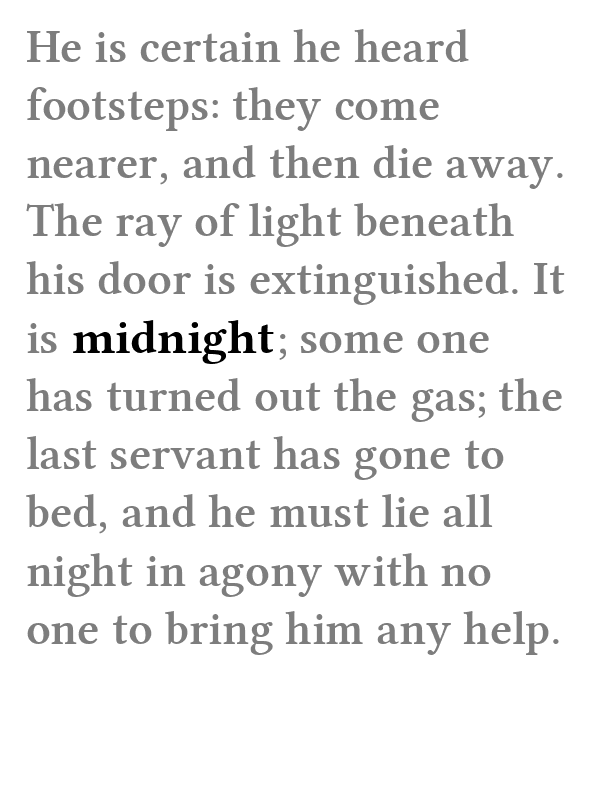 He is certain he heard
footsteps: they come
nearer, and then die away.
The ray of light beneath
his door is extinguished. It
is midnight; some one
has turned out the gas; the
last servant has gone to
bed, and he must lie all
night in agony with no
one to bring him any help.